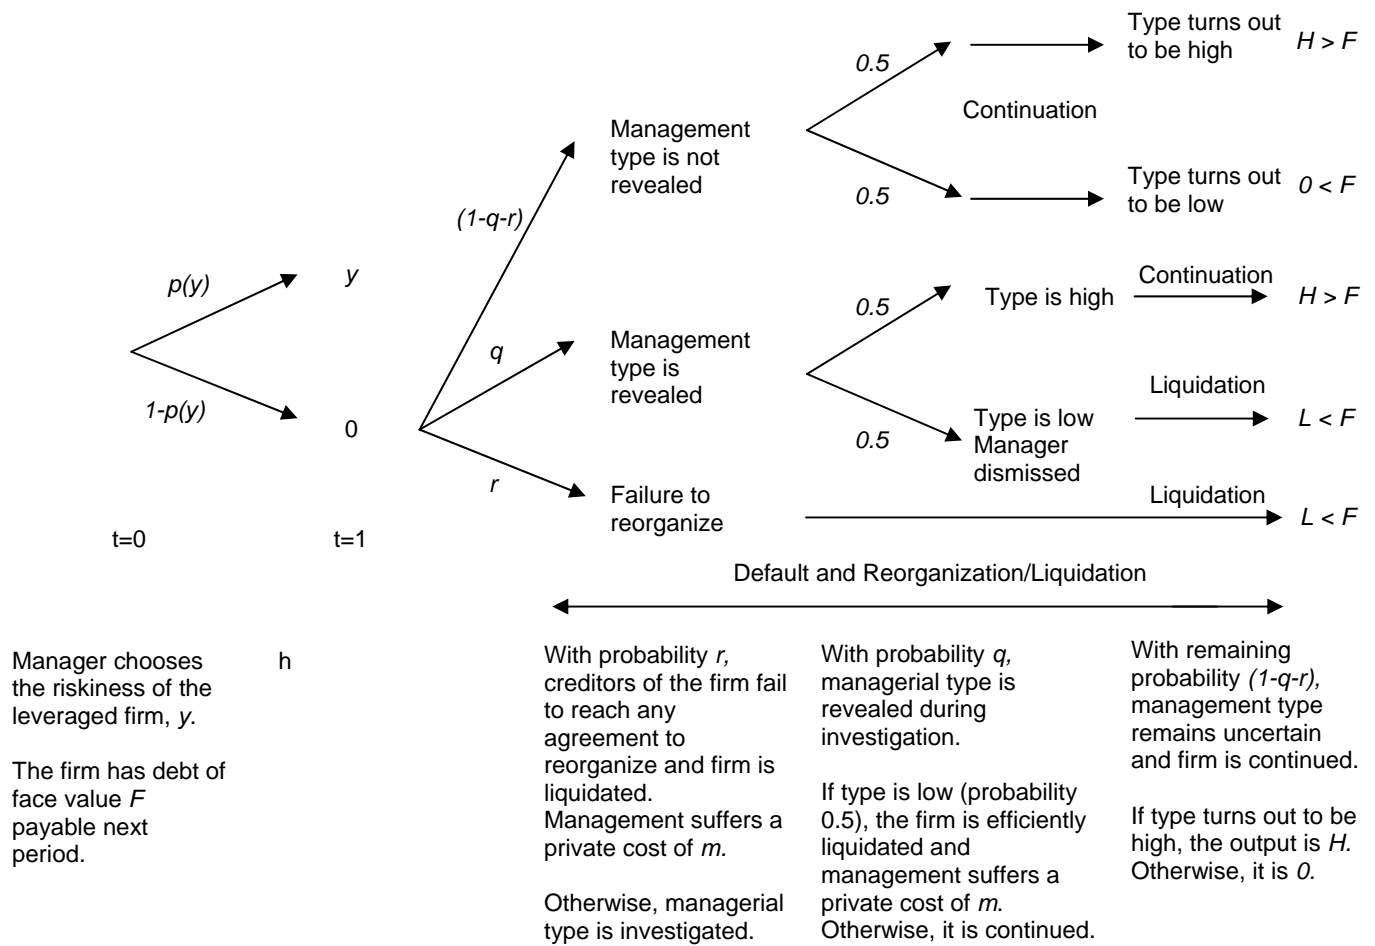 Type turns out
to be high
H > F
0.5
Continuation
Management
type is not
revealed
0.5
Type turns out
to be low
0 < F
(1-q-r)
p(y)
y
Continuation
Type is high
H > F
0.5
q
Management
type is
revealed
1-p(y)
0
Liquidation
0.5
Type is low
Manager
dismissed
L < F
r
Failure to
reorganize
Liquidation
L < F
t=0
t=1
Default and Reorganization/Liquidation
Manager chooses
the riskiness of the
leveraged firm, y.
The firm has debt of
face value F
payable next
period.
h
With probability r,
creditors of the firm fail
to reach any
agreement to
reorganize and firm is
liquidated.
Management suffers a
private cost of m.
Otherwise, managerial
type is investigated.
With probability q,
managerial type is
revealed during
investigation.
If type is low (probability
0.5), the firm is efficiently
liquidated and
management suffers a
private cost of m.
Otherwise, it is continued.
With remaining
probability (1-q-r),
management type
remains uncertain
and firm is continued.
If type turns out to be
high, the output is H.
Otherwise, it is 0.